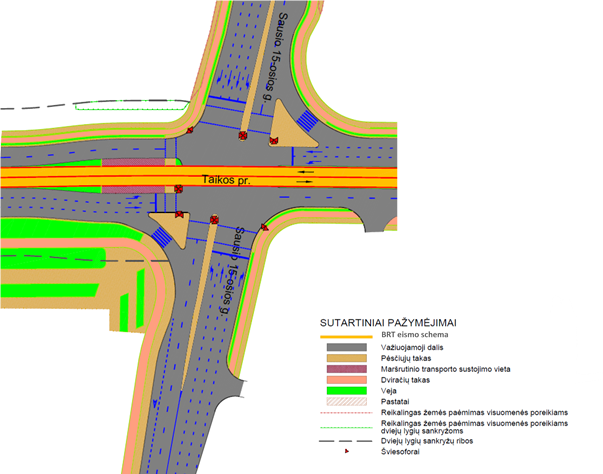 Sausio 15-osios g.
Taikos pr.
Sausio 15-osios g.
SUTARTINIAI PAŽYMĖJIMAI
BRT eismo schema
Važiuojamoji dalis
Pėsčiųjų takas
Maršrutinio transporto sustojimo vieta
Dviračių takas
Veja
Pastatai
Reikalingas žemės paėmimas visuomenės poreikiams
Reikalingas žemės paėmimas visuomenės poreikiams
dviejų lygių sankryžoms
Dviejų lygių sankryžų ribos
Šviesoforai